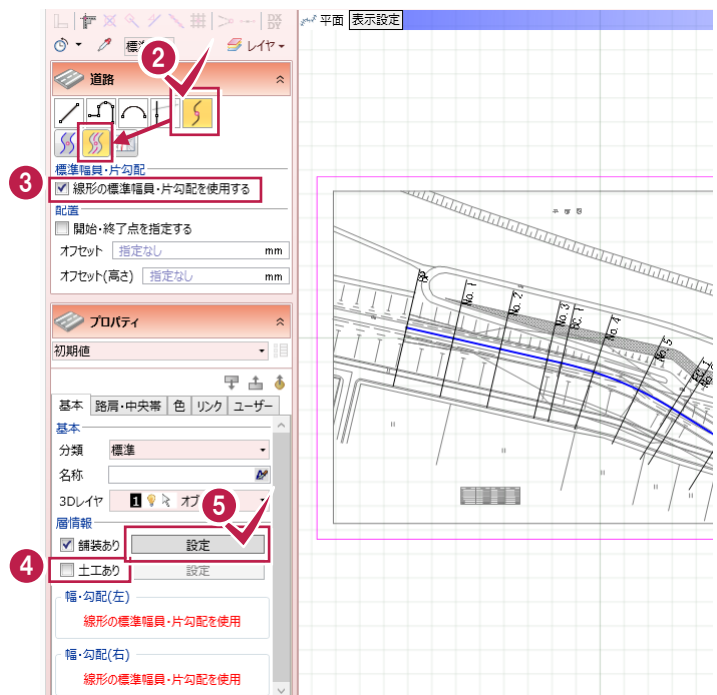 平面 表示設定
レイヤ
2
道路
標準幅員・片勾配
3
線形の標準幅員・片勾配を使用する
配置
開始・終了点を指定する
オフセット 指定なし mm
オフセット(高さ) 指定なし mm
プロパティ
初期値
基本 路肩・中央帯 色 リンク ユーザー
基本
分類 標準
名称
3Dレイヤ 1 オブ
5
層情報
舗装あり 設定
4
土工あり 設定
幅・勾配(左)
線形の標準幅員・片勾配を使用
幅・勾配(右)
線形の標準幅員・片勾配を使用
平面図
No. 1
No. 2
No. 3
BC. 1
No. 4
No. 5